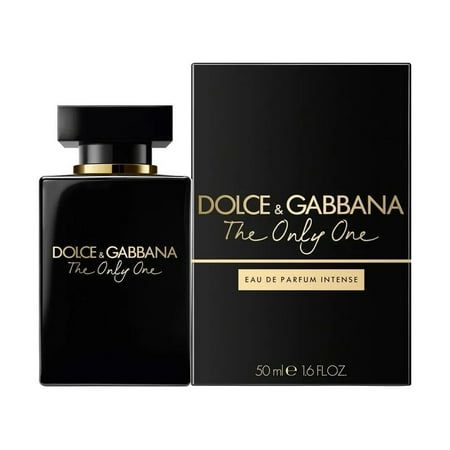 DOLCE & GABBANA
The Only One
DOLCE & GABBANA
The Only One
EAU DE PARFUM INTENSE
50 ml ℮ 1.6 FL.OZ.